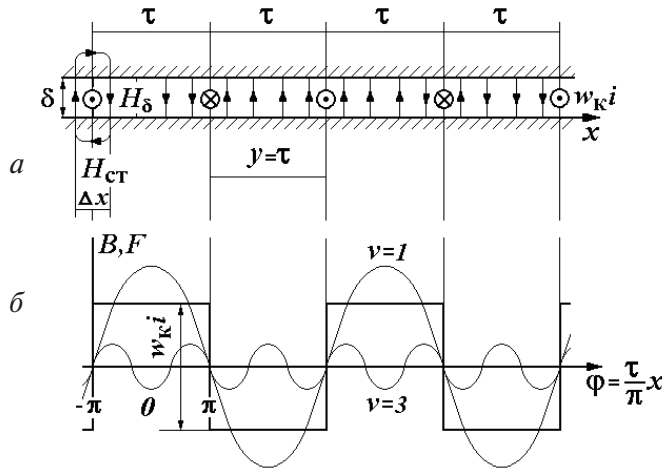 τ τ τ τ
δ H_δ w_к i
x
а y=τ
H_ст
Δx
B,F ν=1
б
w_к i
-π 0 π ν=3 φ=τ/π x